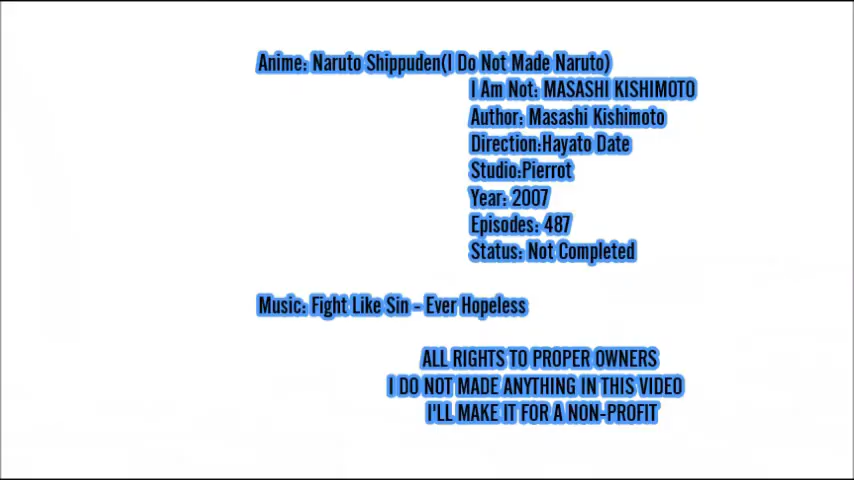 Anime: Naruto Shippuden(I Do Not Made Naruto)
I Am Not: MASASHI KISHIMOTO
Author: Masashi Kishimoto
Direction:Hayato Date
Studio:Pierrot
Year: 2007
Episodes: 487
Status: Not Completed
Music: Fight Like Sin - Ever Hopeless
ALL RIGHTS TO PROPER OWNERS
I DO NOT MADE ANYTHING IN THIS VIDEO
I'LL MAKE IT FOR A NON-PROFIT